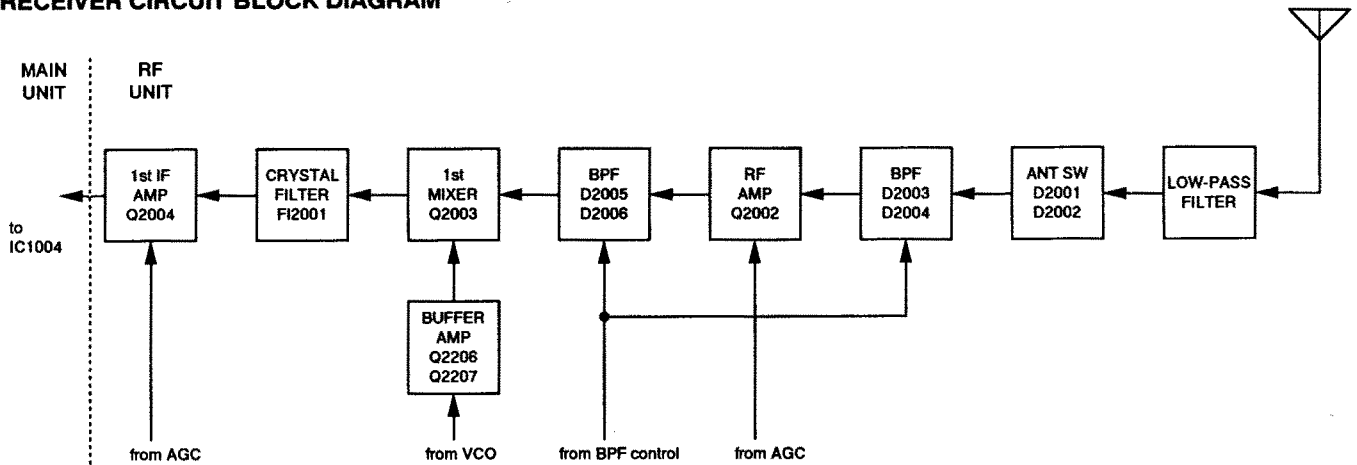 RECEIVER CIRCUIT BLOCK DIAGRAM
MAIN
UNIT
RF
UNIT
1st IF
AMP
Q2004
CRYSTAL
FILTER
FI2001
1st
MIXER
Q2003
BPF
D2005
D2006
RF
AMP
Q2002
BPF
D2003
D2004
ANT SW
D2001
D2002
LOW-PASS
FILTER
to
IC1004
BUFFER
AMP
Q2206
Q2207
from AGC
from VCO
from BPF control
from AGC